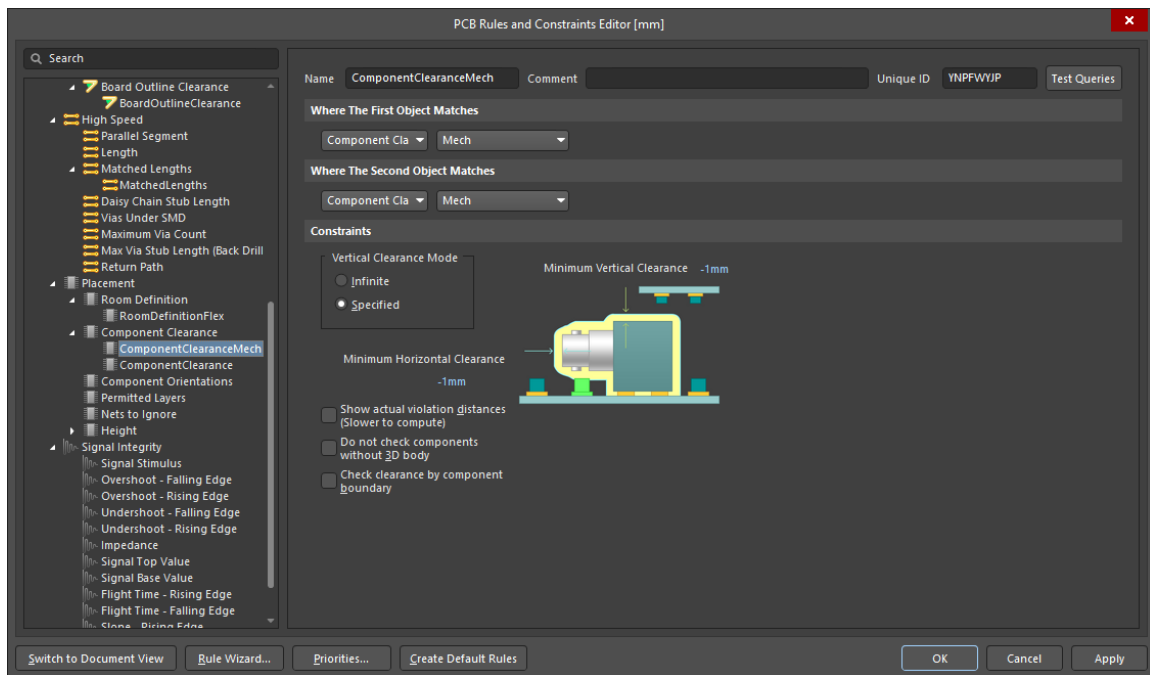 PCB Rules and Constraints Editor [mm]
Search
Board Outline Clearance
BoardOutlineClearance
High Speed
Parallel Segment
Length
Matched Lengths
MatchedLengths
Daisy Chain Stub Length
Vias Under SMD
Maximum Via Count
Max Via Stub Length (Back Drill
Return Path
Placement
Room Definition
RoomDefinitionFlex
Component Clearance
ComponentClearanceMech
ComponentClearance
Component Orientations
Permitted Layers
Nets to Ignore
Height
Signal Integrity
Signal Stimulus
Overshoot - Falling Edge
Overshoot - Rising Edge
Undershoot - Falling Edge
Undershoot - Rising Edge
Impedance
Signal Top Value
Signal Base Value
Flight Time - Rising Edge
Flight Time - Falling Edge
Slope - Rising Edge
Name ComponentClearanceMech Comment Unique ID YNPFWYJP Test Queries
Where The First Object Matches
Component Cla Mech
Where The Second Object Matches
Component Cla Mech
Constraints
Vertical Clearance Mode
Infinite
Specified
Minimum Vertical Clearance -1mm
Minimum Horizontal Clearance
-1mm
Show actual violation distances
(Slower to compute)
Do not check components
without 3D body
Check clearance by component
boundary
Switch to Document View Rule Wizard... Priorities... Create Default Rules OK Cancel Apply